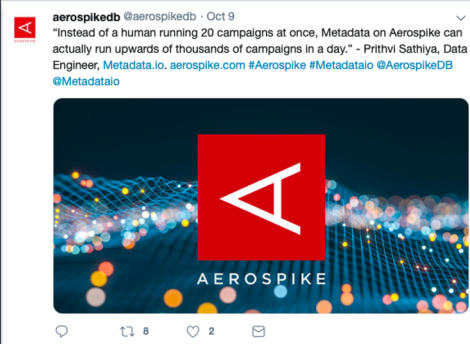 aerospikedb @aerospikedb · Oct 9
"Instead of a human running 20 campaigns at once, Metadata on Aerospike can
actually run upwards of thousands of campaigns in a day." - Prithvi Sathiya, Data
Engineer, Metadata.io. aerospike.com #Aerospike #Metadataio @AerospikeDB
@Metadataio
AEROSPIKE
8 2